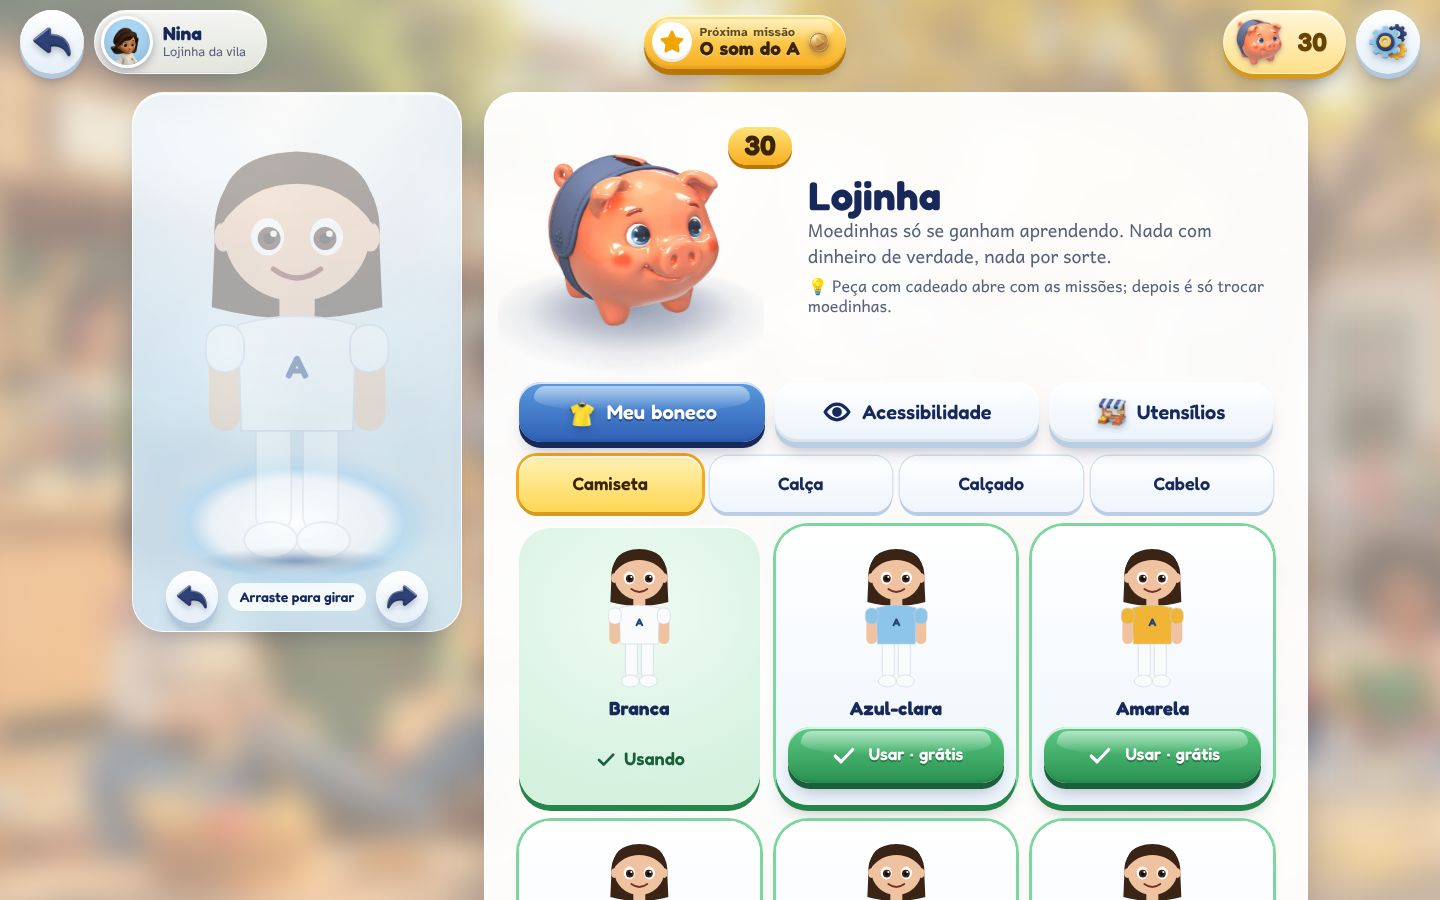 Nina
Lojinha da vila
Próxima missão
O som do A
30
A
Arraste para girar
30
Lojinha
Moedinhas só se ganham aprendendo. Nada com
dinheiro de verdade, nada por sorte.
💡 Peça com cadeado abre com as missões; depois é só trocar
moedinhas.
Meu boneco
Acessibilidade
Utensílios
Camiseta
Calça
Calçado
Cabelo
A
A
A
Branca
Azul-clara
Amarela
Usando
Usar · grátis
Usar · grátis